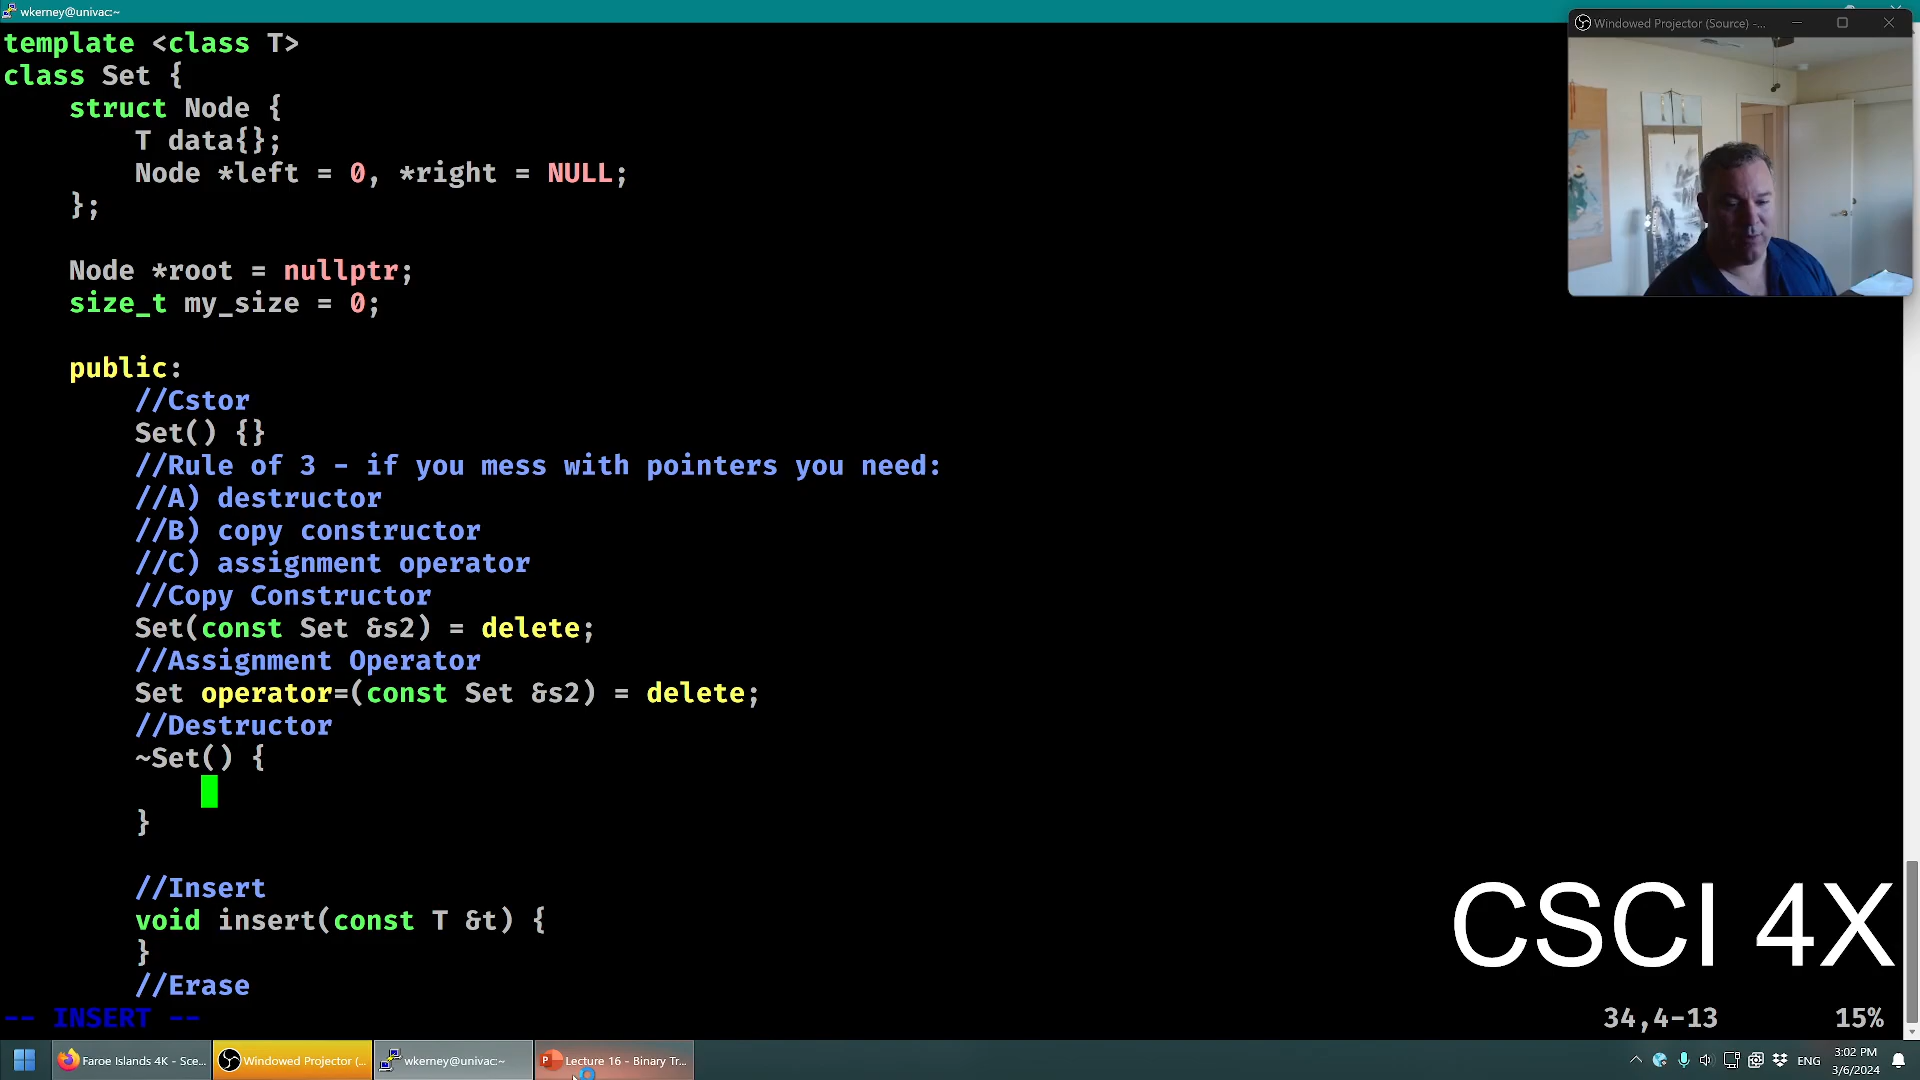 wkerney@univac:~
Windowed Projector (Source) -...
template <class T>
class Set {
struct Node {
T data{};
Node *left = 0, *right = NULL;
};
Node *root = nullptr;
size_t my_size = 0;
public:
//Cstor
Set() {}
//Rule of 3 - if you mess with pointers you need:
//A) destructor
//B) copy constructor
//C) assignment operator
//Copy Constructor
Set(const Set &s2) = delete;
//Assignment Operator
Set operator=(const Set &s2) = delete;
//Destructor
~Set() {
}
//Insert
void insert(const T &t) {
}
//Erase
-- INSERT --
34,4-13
15%
CSCI 4X
Faroe Islands 4K - Sce...
Windowed Projector (...
wkerney@univac:~
Lecture 16 - Binary Tr...
ENG
3:02 PM
3/6/2024